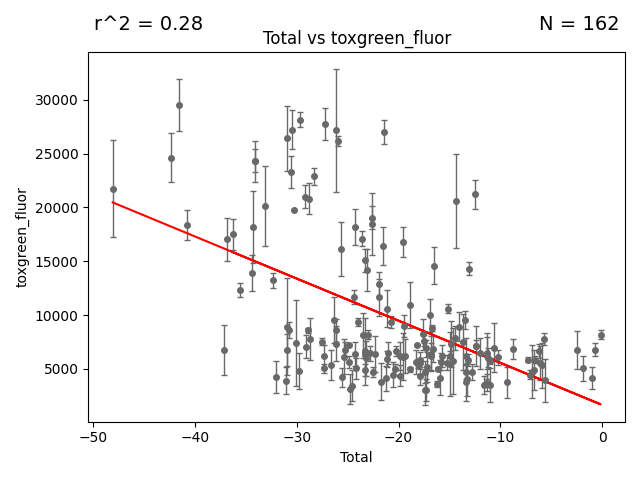 r^2 = 0.28
N = 162
Total vs toxgreen_fluor
30000
25000
20000
15000
10000
5000
toxgreen_fluor
−50
−40
−30
−20
−10
0
Total